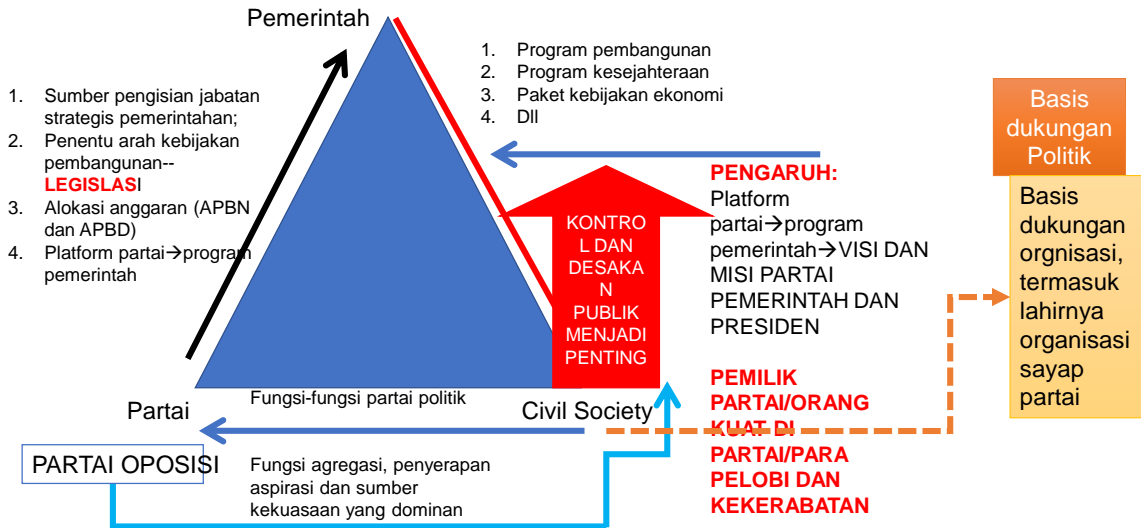 Pemerintah
1. Sumber pengisian jabatan
strategis pemerintahan;
2. Penentu arah kebijakan
pembangunan--
LEGISLASI
3. Alokasi anggaran (APBN
dan APBD)
4. Platform partai→program
pemerintah
1. Program pembangunan
2. Program kesejahteraan
3. Paket kebijakan ekonomi
4. Dll
Basis
dukungan
Politik
Basis
dukungan
orgnisasi,
termasuk
lahirnya
organisasi
sayap
partai
PENGARUH:
Platform
partai→program
pemerintah→VISI DAN
MISI PARTAI
PEMERINTAH DAN
PRESIDEN
KONTRO
L DAN
DESAKA
N
PUBLIK
MENJADI
PENTING
PEMILIK
PARTAI/ORANG
KUAT DI
PARTAI/PARA
PELOBI DAN
KEKERABATAN
Partai
Fungsi-fungsi partai politik
Civil Society
PARTAI OPOSISI
Fungsi agregasi, penyerapan
aspirasi dan sumber
kekuasaan yang dominan